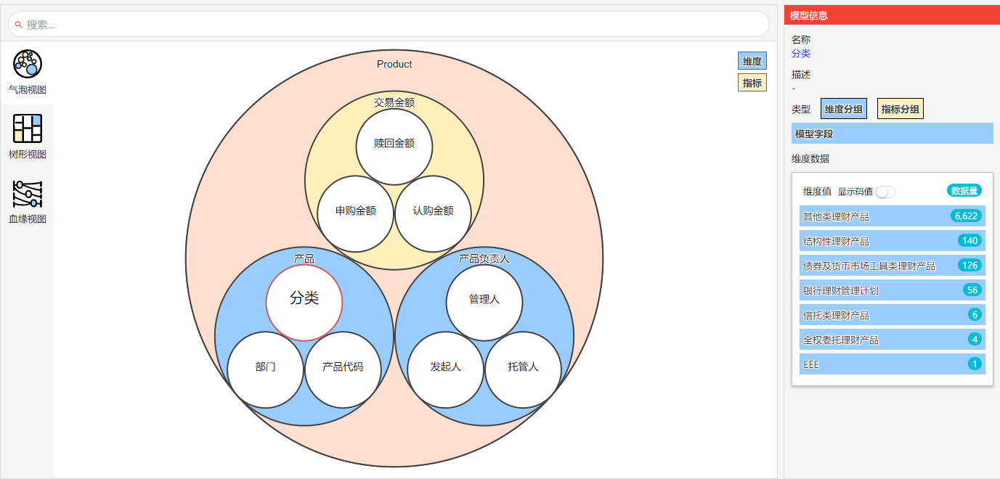 搜索...
气泡视图
树形视图
血缘视图
Product
交易金额
赎回金额
申购金额
认购金额
产品
分类
部门
产品代码
产品负责人
管理人
发起人
托管人
维度
指标
模型信息
名称
分类
描述
-
类型 维度分组 指标分组
模型字段
维度数据
维度值 显示码值 数据量
其他类理财产品 6,622
结构性理财产品 140
债券及货币市场工具类理财产品 126
银行理财管理计划 56
信托类理财产品 6
全权委托理财产品 4
EEE 1